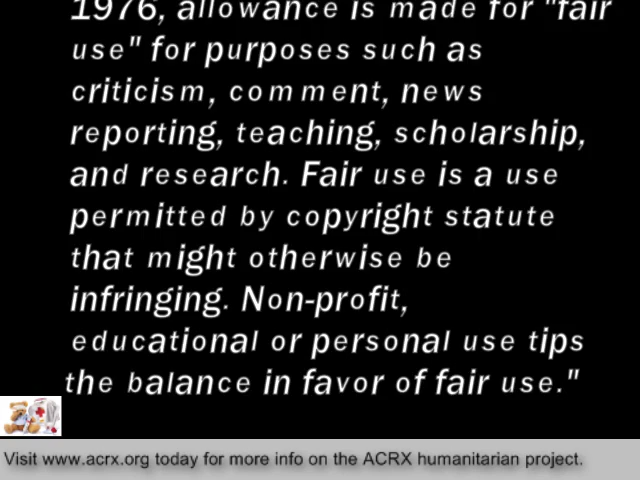 1976, allowance is made for "fair
use" for purposes such as
criticism, comment, news
reporting, teaching, scholarship,
and research. Fair use is a use
permitted by copyright statute
that might otherwise be
infringing. Non-profit,
educational or personal use tips
the balance in favor of fair use."
Visit www.acrx.org today for more info on the ACRX humanitarian project.